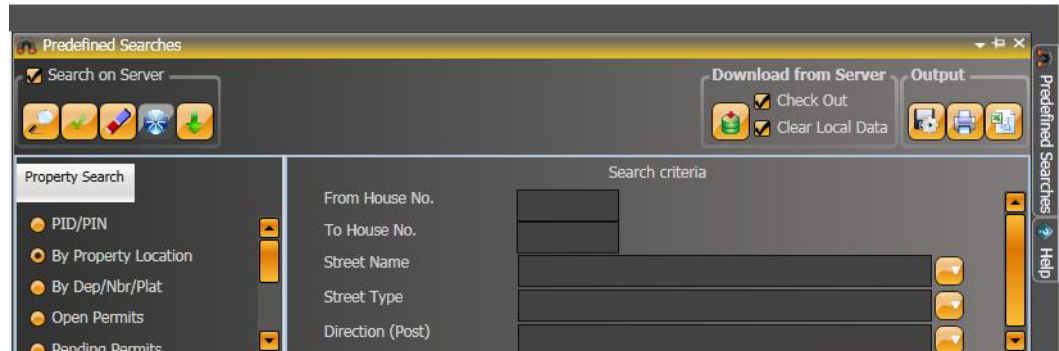 Predefined Searches
Search on Server
Download from Server
Check Out
Clear Local Data
Output
Property Search
PID/PIN
By Property Location
By Dep/Nbr/Plat
Open Permits
Pending Permits
Search criteria
From House No.
To House No.
Street Name
Street Type
Direction (Post)
Predefined Searches
Help